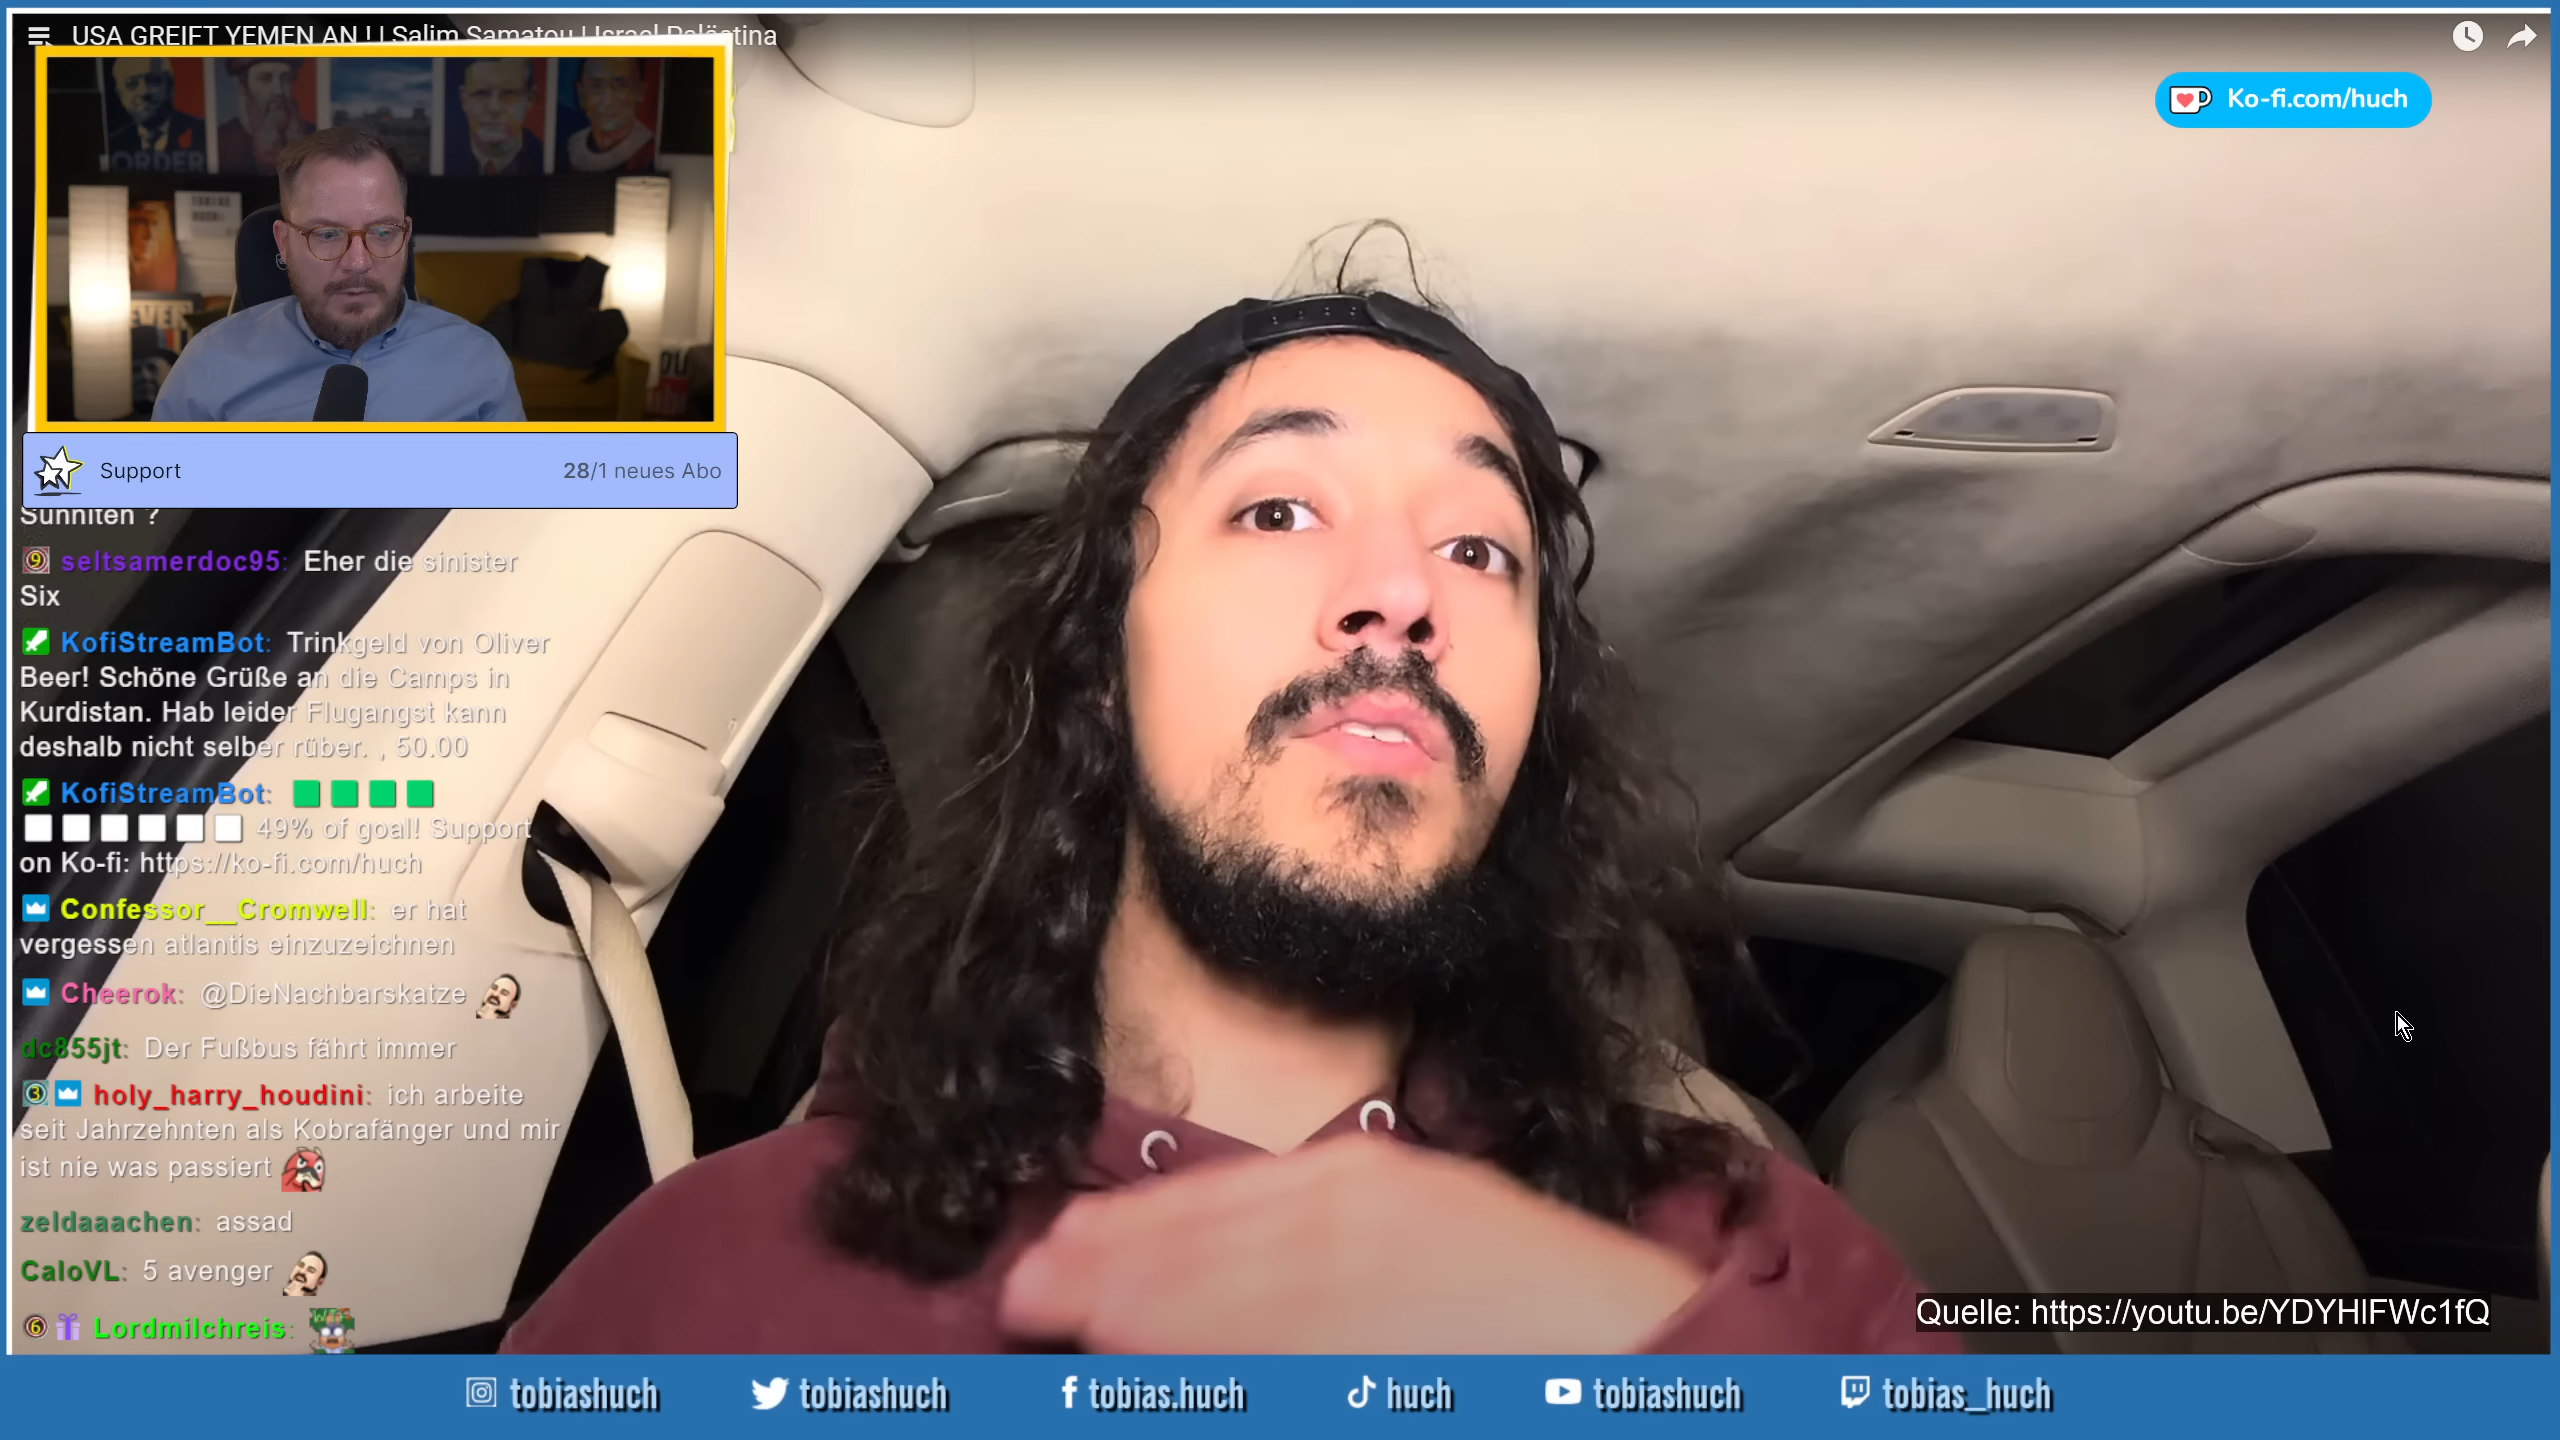 USA GREIFT YEMEN AN ! | Salim Samatou | Israel Palästina
Ko-fi.com/huch
ORDER
Support
28/1 neues Abo
Sunniten ?
seltsamerdoc95: Eher die sinister
Six
KofiStreamBot: Trinkgeld von Oliver
Beer! Schöne Grüße an die Camps in
Kurdistan. Hab leider Flugangst kann
deshalb nicht selber rüber. , 50.00
KofiStreamBot:
49% of goal! Support
on Ko-fi: https://ko-fi.com/huch
Confessor__Cromwell: er hat
vergessen atlantis einzuzeichnen
Cheerok: @DieNachbarskatze
dc855jt: Der Fußbus fährt immer
holy_harry_houdini: ich arbeite
seit Jahrzehnten als Kobrafänger und mir
ist nie was passiert
zeldaaachen: assad
CaloVL: 5 avenger
Lordmilchreis:
Quelle: https://youtu.be/YDYHlFWc1fQ
tobiashuch
tobiashuch
tobias.huch
huch
tobiashuch
tobias_huch